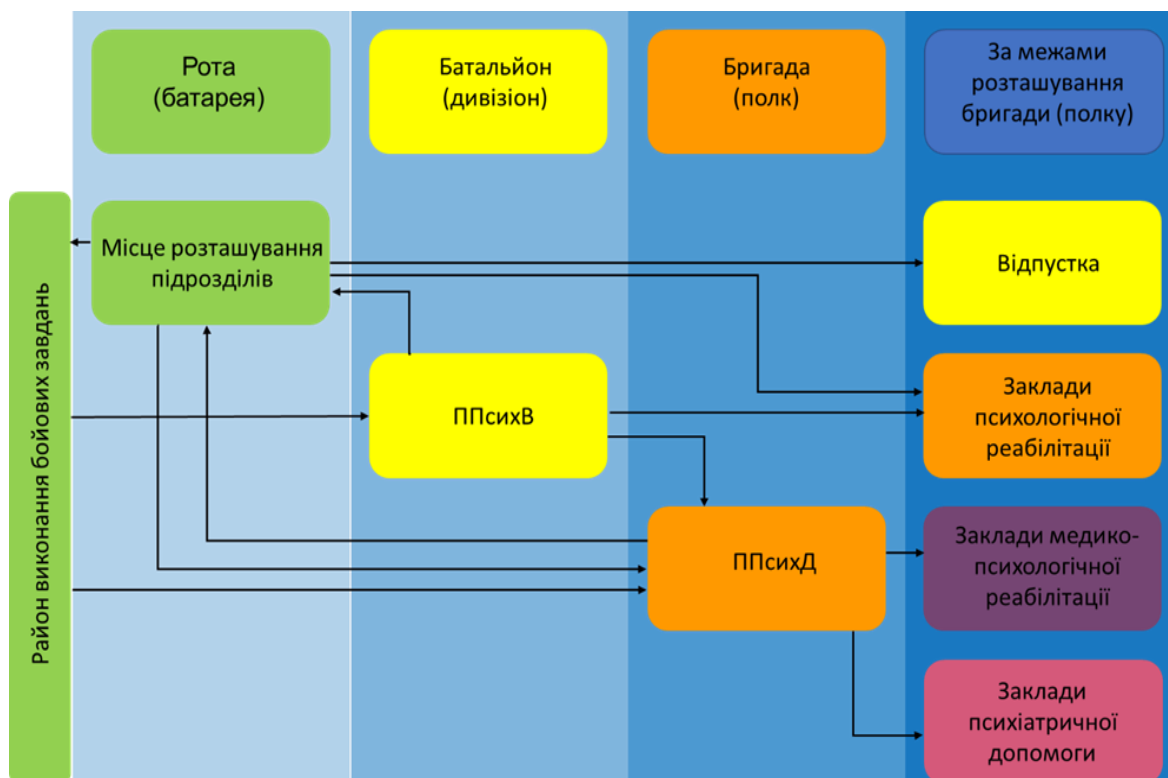 Рота
(батарея)
Батальйон
(дивізіон)
Бригада
(полк)
За межами
розташування
бригади (полку)
Район виконання бойових завдань
Місце розташування
підрозділів
Відпустка
ППсихВ
Заклади
психологічної
реабілітації
ППсихД
Заклади медико-
психологічної
реабілітації
Заклади
психіатричної
допомоги